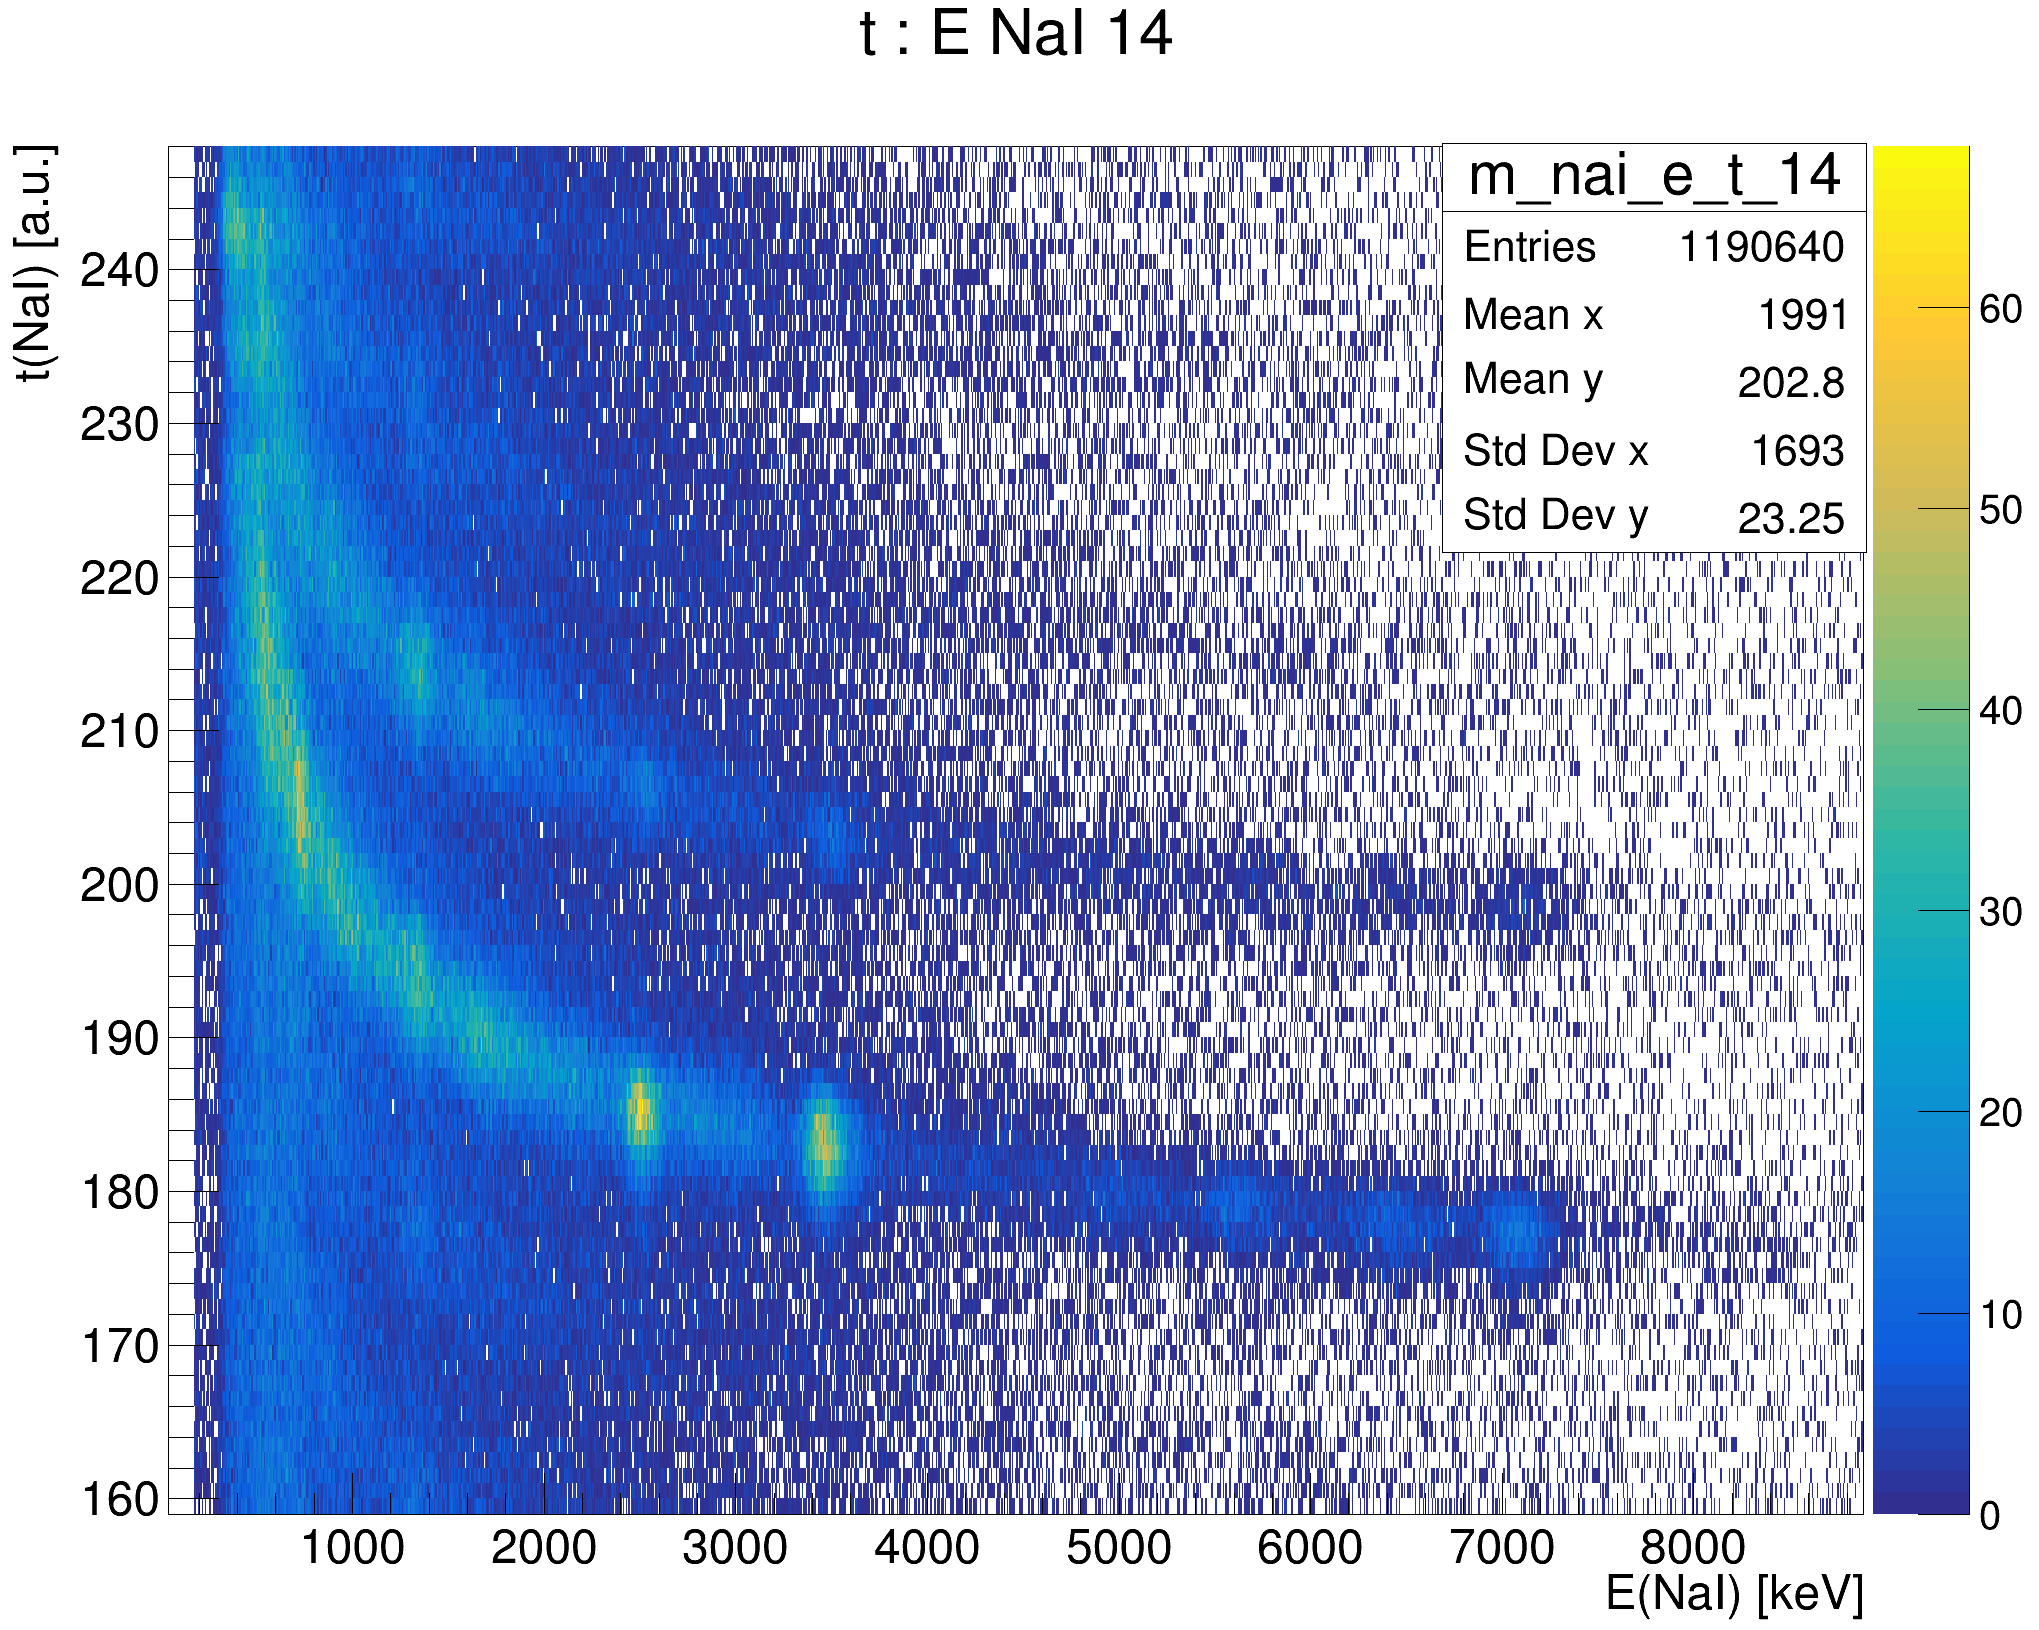 t : E NaI 14
t(NaI) [a.u.]
m_nai_e_t_14
Entries 1190640
Mean x 1991
Mean y 202.8
Std Dev x 1693
Std Dev y 23.25
240
230
220
210
200
190
180
170
160
60
50
40
30
20
10
0
1000 2000 3000 4000 5000 6000 7000 8000
E(NaI) [keV]